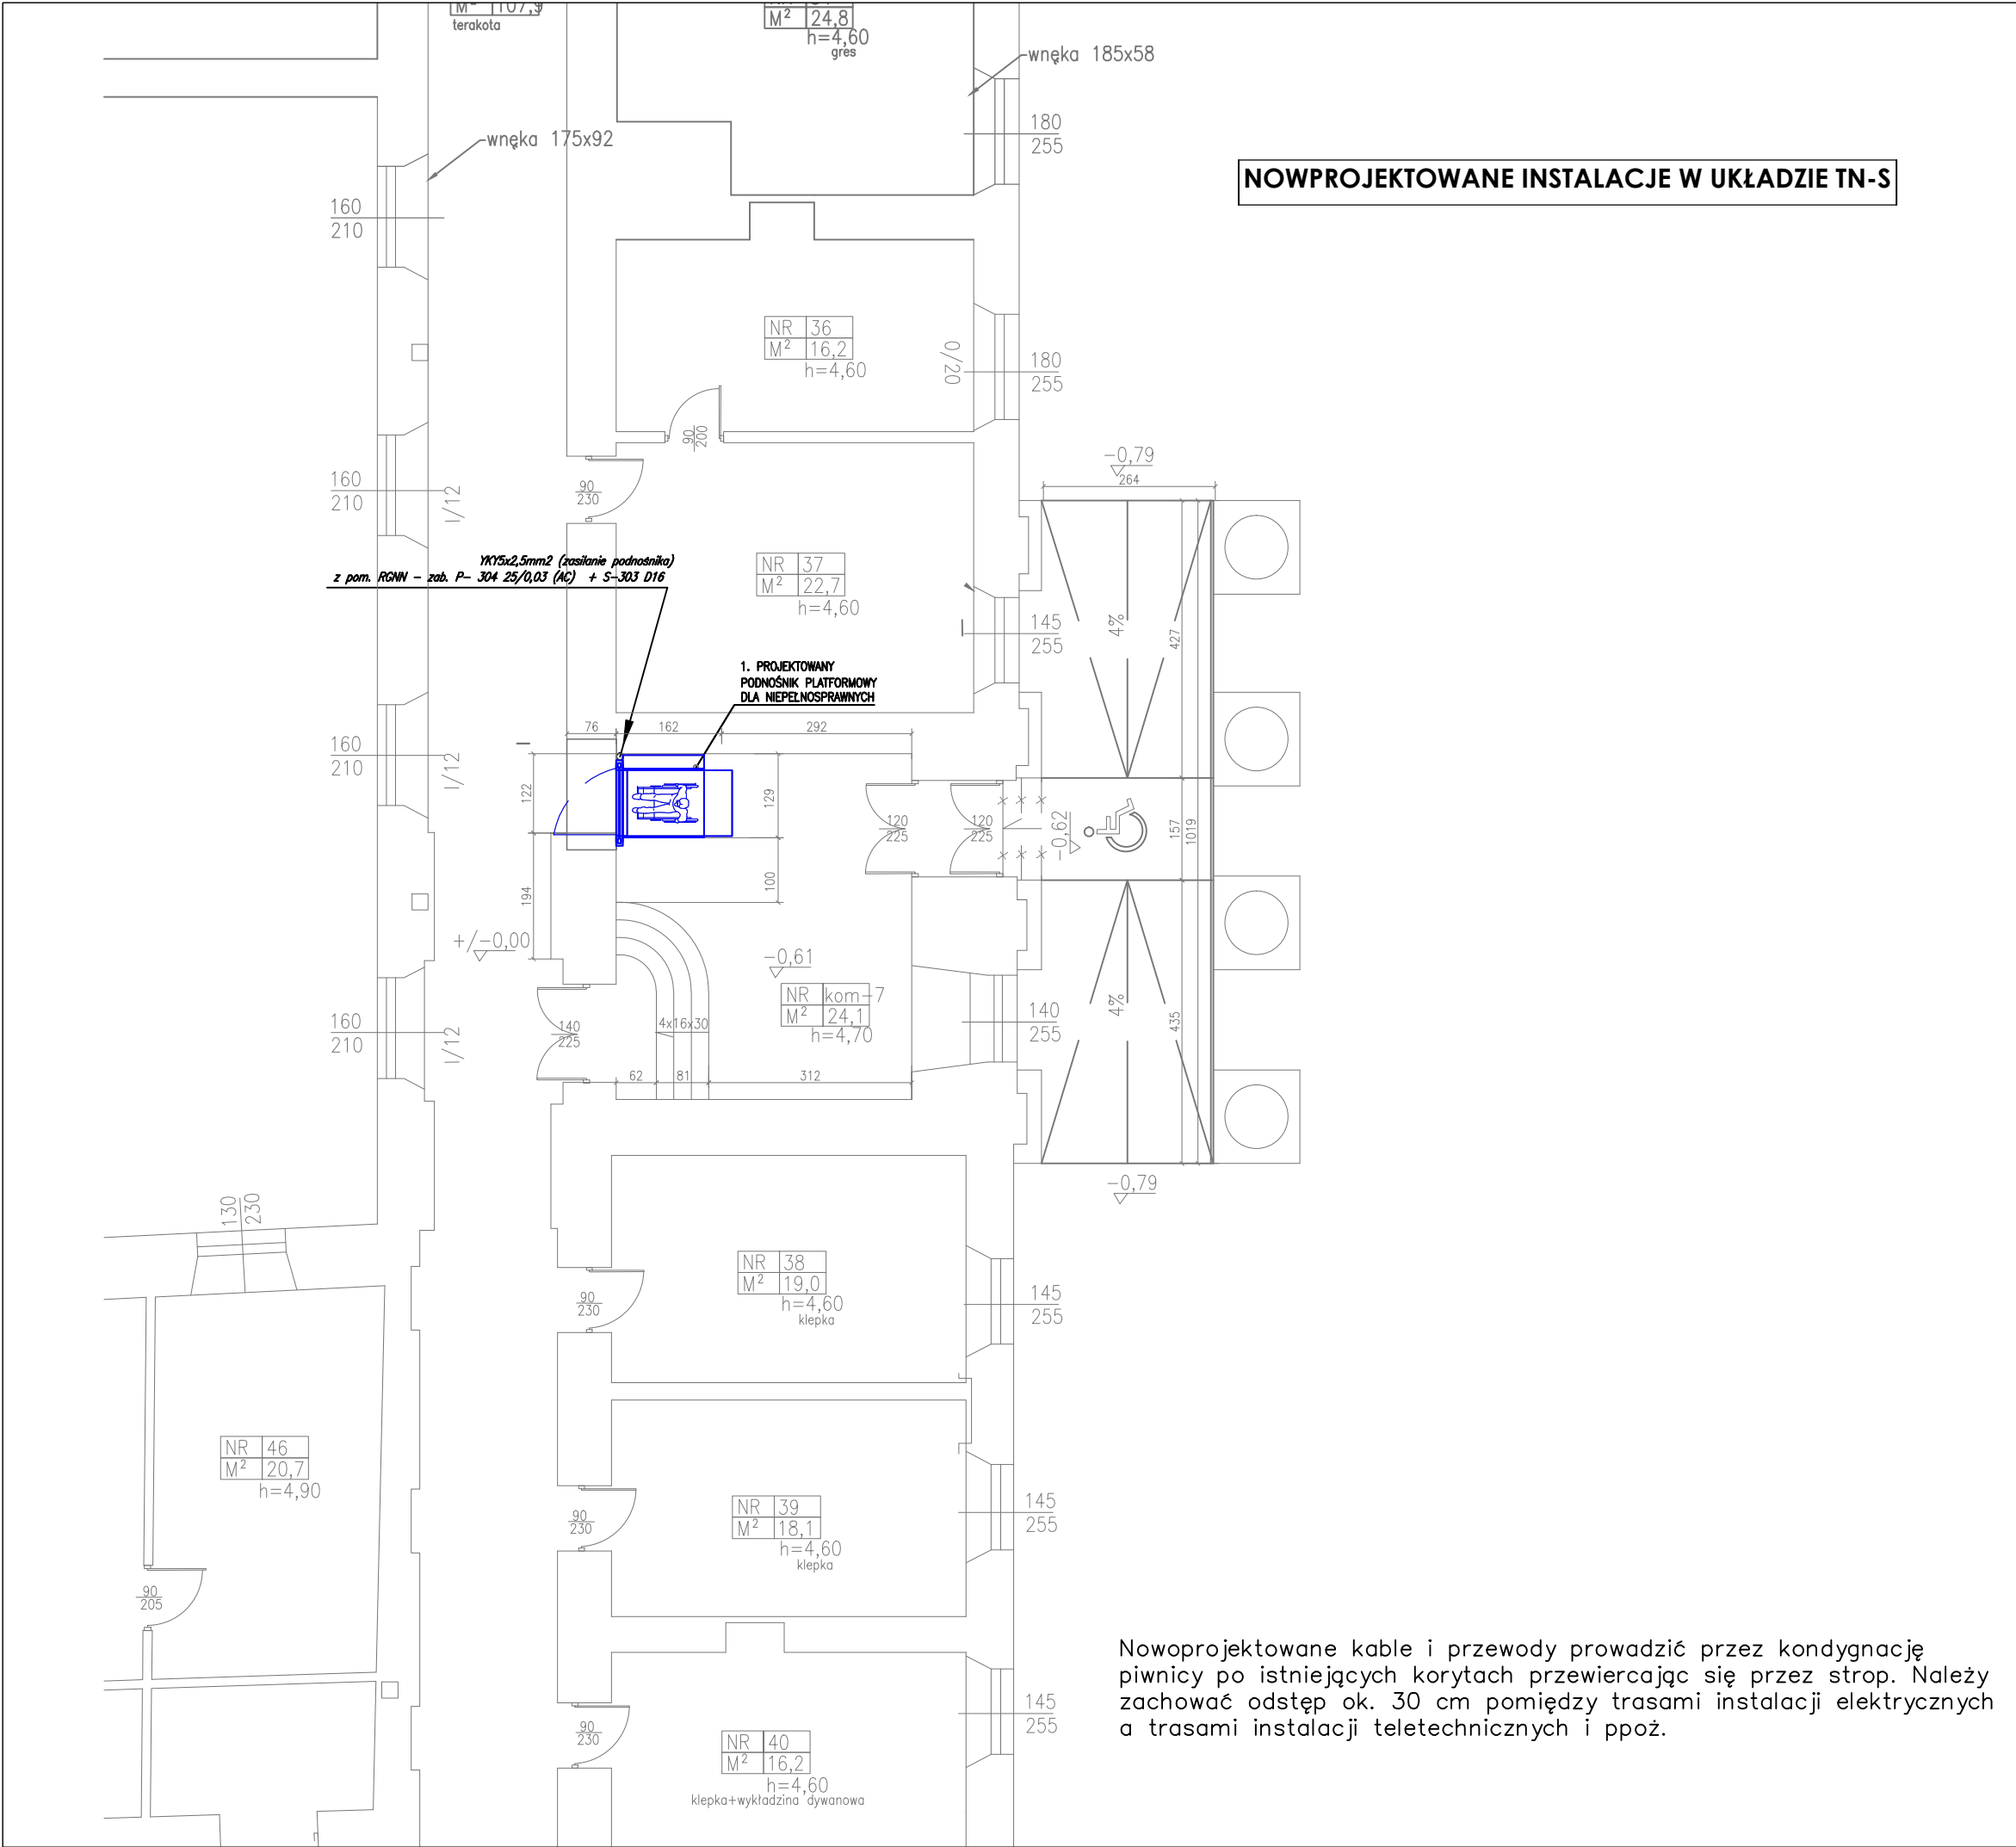 M² 107,9
terakota
M² 24,8
h=4,60
gres
wnęka 185x58
wnęka 175x92
180
255
NOWPROJEKTOWANE INSTALACJE W UKŁADZIE TN-S
160
210
NR 36
M² 16,2
h=4,60
0/20
180
255
90
200
-0,79
264
160
210
I/12
90
230
YKY5x2,5mm2 (zasilanie podnośnika)
z pom. RGNN - zab. P- 304 25/0,03 (AC) + S-303 D16
NR 37
M² 22,7
h=4,60
145
255
4%
427
1. PROJEKTOWANY
PODNOŚNIK PLATFORMOWY
DLA NIEPEŁNOSPRAWNYCH
76
162
292
160
210
I/12
122
129
120
225
120
225
-0,62
157
1019
194
100
+/-0,00
-0,61
NR kom-7
M² 24,1
h=4,70
140
255
4%
435
160
210
I/12
140
225
4x16x30
62
81
312
-0,79
130
230
NR 38
M² 19,0
h=4,60
klepka
90
230
145
255
NR 46
M² 20,7
h=4,90
NR 39
M² 18,1
h=4,60
klepka
90
230
145
255
90
205
Nowoprojektowane kable i przewody prowadzić przez kondygnację
piwnicy po istniejących korytach przewiercając się przez strop. Należy
zachować odstęp ok. 30 cm pomiędzy trasami instalacji elektrycznych
a trasami instalacji teletechnicznych i ppoż.
90
230
145
255
NR 40
M² 16,2
h=4,60
klepka+wykładzina dywanowa